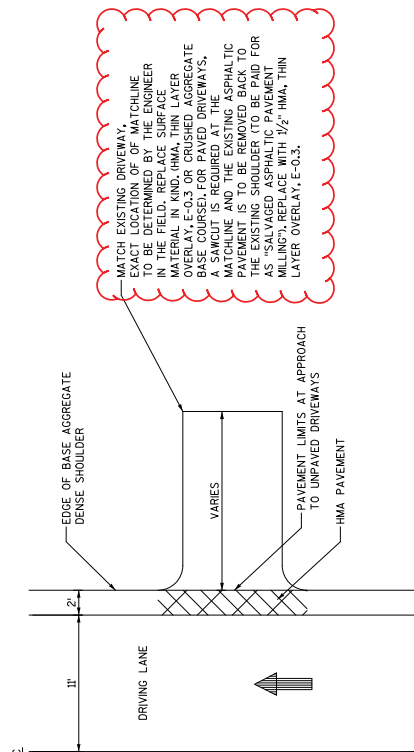 MATCH EXISTING DRIVEWAY,
EXACT LOCATION OF OF MATCHLINE
TO BE DETERMINED BY THE ENGINEER
IN THE FIELD. REPLACE SURFACE
MATERIAL IN KIND. (HMA, THIN LAYER
OVERLAY, E-0.3 OR CRUSHED AGGREGATE
BASE COURSE). FOR PAVED DRIVEWAYS,
A SAWCUT IS REQUIRED AT THE
MATCHLINE AND THE EXISTING ASPHALTIC
PAVEMENT IS TO BE REMOVED BACK TO
THE EXISTING SHOULDER (TO BE PAID FOR
AS "SALVAGED ASPHALTIC PAVEMENT
MILLING"). REPLACE WITH 1/2" HMA, THIN
LAYER OVERLAY, E-0.3.
EDGE OF BASE AGGREGATE
DENSE SHOULDER
VARIES
PAVEMENT LIMITS AT APPROACH
TO UNPAVED DRIVEWAYS
HMA PAVEMENT
2'
11'
DRIVING LANE